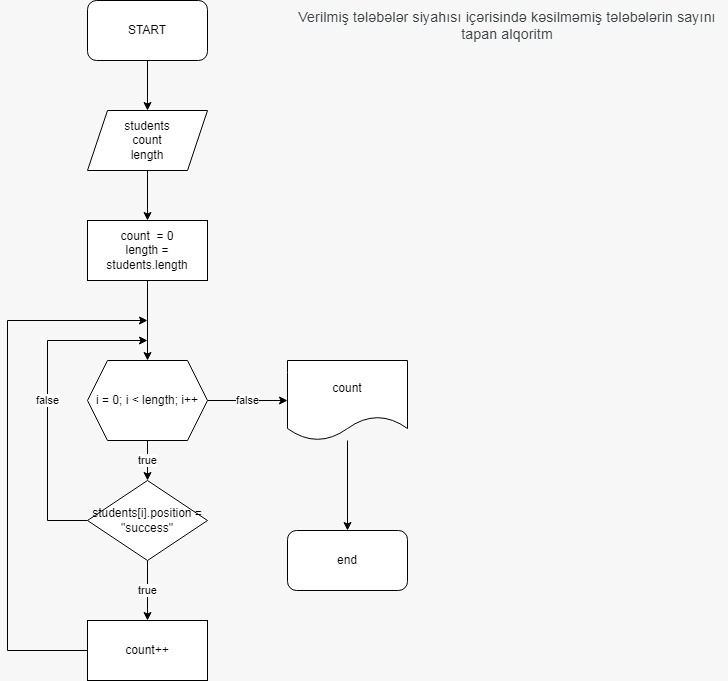 START
Verilmiş tələbələr siyahısı içərisində kəsilməmiş tələbələrin sayını
tapan alqoritm
students
count
length
count  = 0
length =
students.length
false
i = 0; i < length; i++
false
count
true
students[i].position =
"success"
end
true
count++